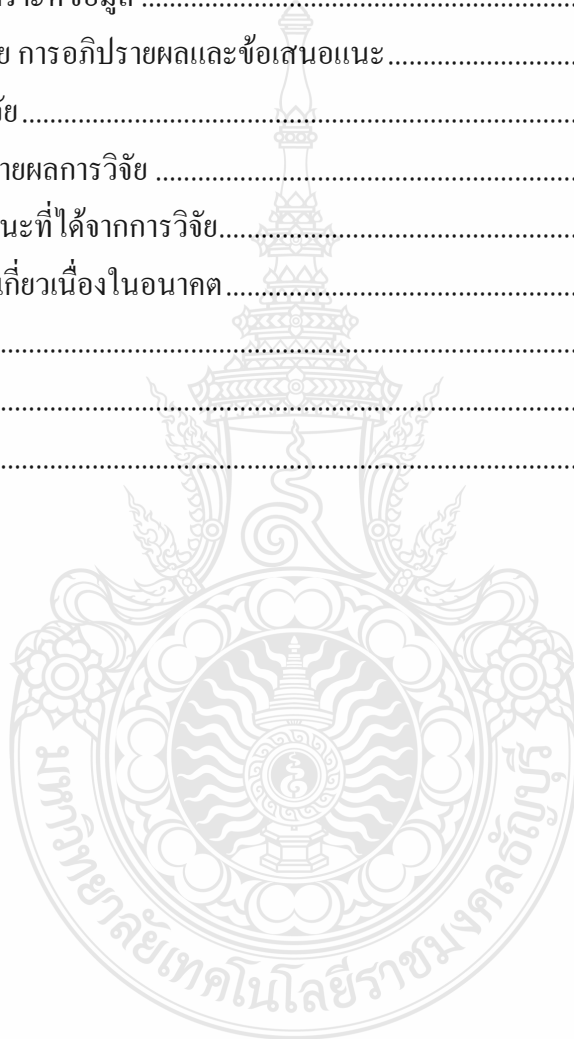 ข้อมูล ........................................
ย การอภิปรายผลและข้อเสนอแนะ ........................................
จัย ........................................
รายผลการวิจัย ........................................
นะที่ได้จากการวิจัย ........................................
กี่ยวเนื่องในอนาคต ........................................
........................................
........................................
........................................
มหาวิทยาลัยเทคโนโลยีราชมงคลธัญบุรี